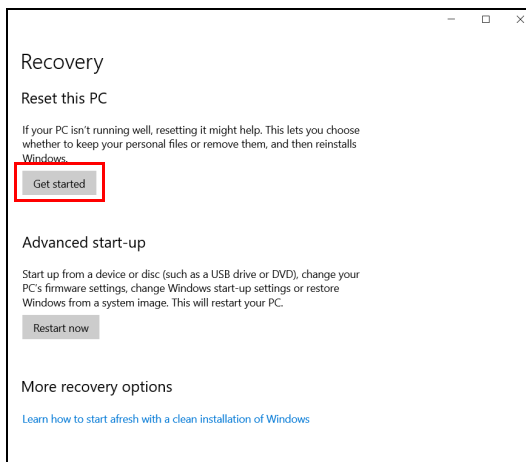 Recovery
Reset this PC
If your PC isn't running well, resetting it might help. This lets you choose
whether to keep your personal files or remove them, and then reinstalls
Windows.
Get started
Advanced start-up
Start up from a device or disc (such as a USB drive or DVD), change your
PC's firmware settings, change Windows start-up settings or restore
Windows from a system image. This will restart your PC.
Restart now
More recovery options
Learn how to start afresh with a clean installation of Windows